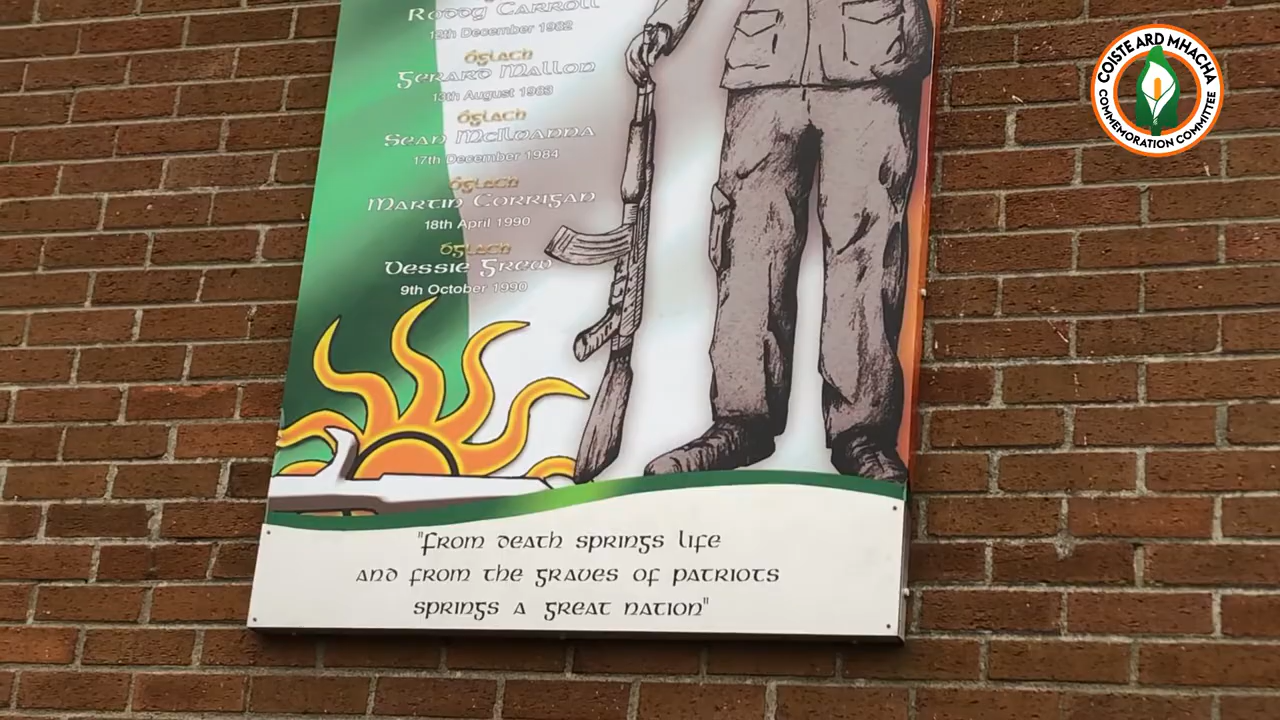 Roddy Carroll
12th December 1982
Óglach
Gerard Mallon
13th August 1983
Óglach
Sean McIlvanna
17th December 1984
Óglach
Martin Corrigan
18th April 1990
Óglach
Dessie Grew
9th October 1990
"From death springs life
and from the graves of patriots
springs a great nation"
COISTE ARD MHACHA
COMMEMORATION COMMITTEE